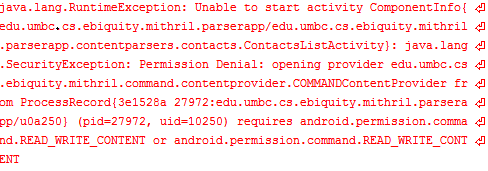 java.lang.RuntimeException: Unable to start activity ComponentInfo{
edu.umbc.cs.ebiquity.mithril.parserapp/edu.umbc.cs.ebiquity.mithril
.parserapp.contentparsers.contacts.ContactsListActivity}: java.lang
.SecurityException: Permission Denial: opening provider edu.umbc.cs
.ebiquity.mithril.command.contentprovider.COMMANDContentProvider fr
om ProcessRecord{3e1528a 27972:edu.umbc.cs.ebiquity.mithril.parsera
pp/u0a250} (pid=27972, uid=10250) requires android.permission.comma
nd.READ_WRITE_CONTENT or android.permission.command.READ_WRITE_CONT
ENT